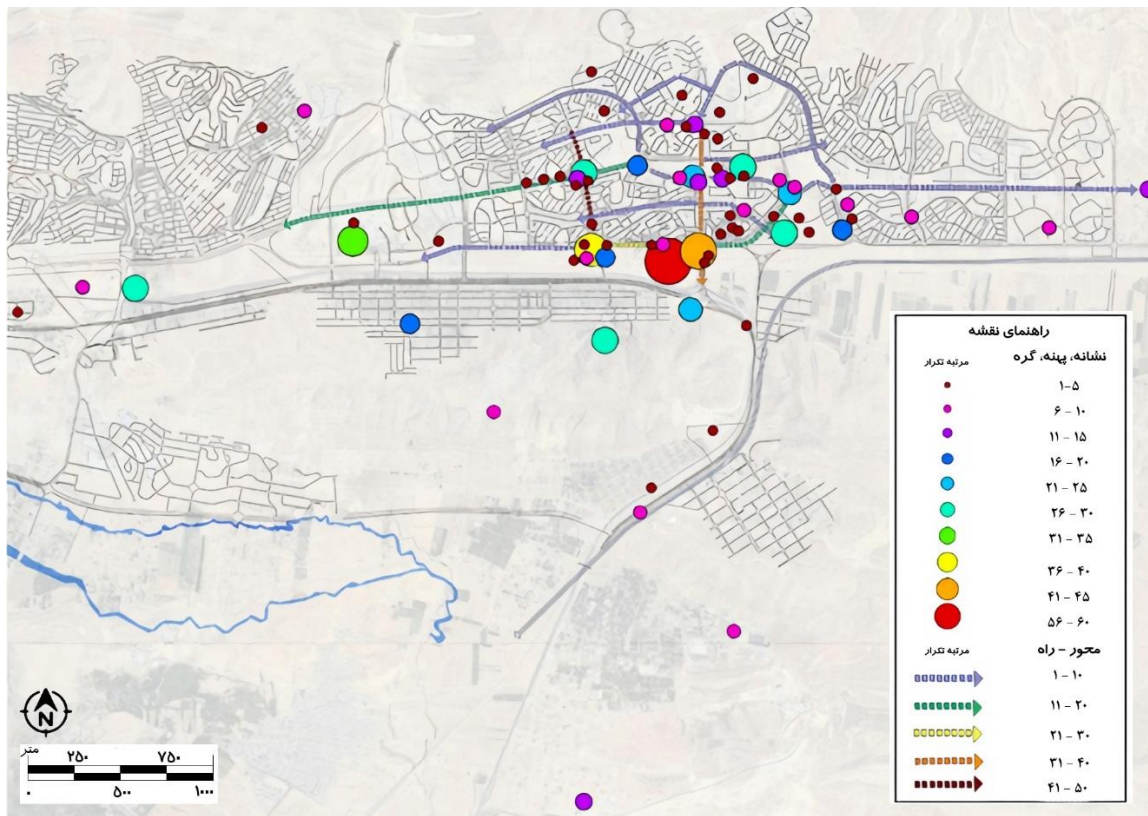 راهنمای نقشه
نشانه، پهنه، گره مرتبه تکرار
۱-۵
۶ - ۱۰
۱۱ - ۱۵
۱۶ - ۲۰
۲۱ - ۲۵
۲۶ - ۳۰
۳۱ - ۳۵
۳۶ - ۴۰
۴۱ - ۴۵
۵۶ - ۶۰
محور - راه مرتبه تکرار
۱ - ۱۰
۱۱ - ۲۰
۲۱ - ۳۰
۳۱ - ۴۰
۴۱ - ۵۰
N
متر
۲۵۰ ۷۵۰
۰ ۵۰۰ ۱۰۰۰